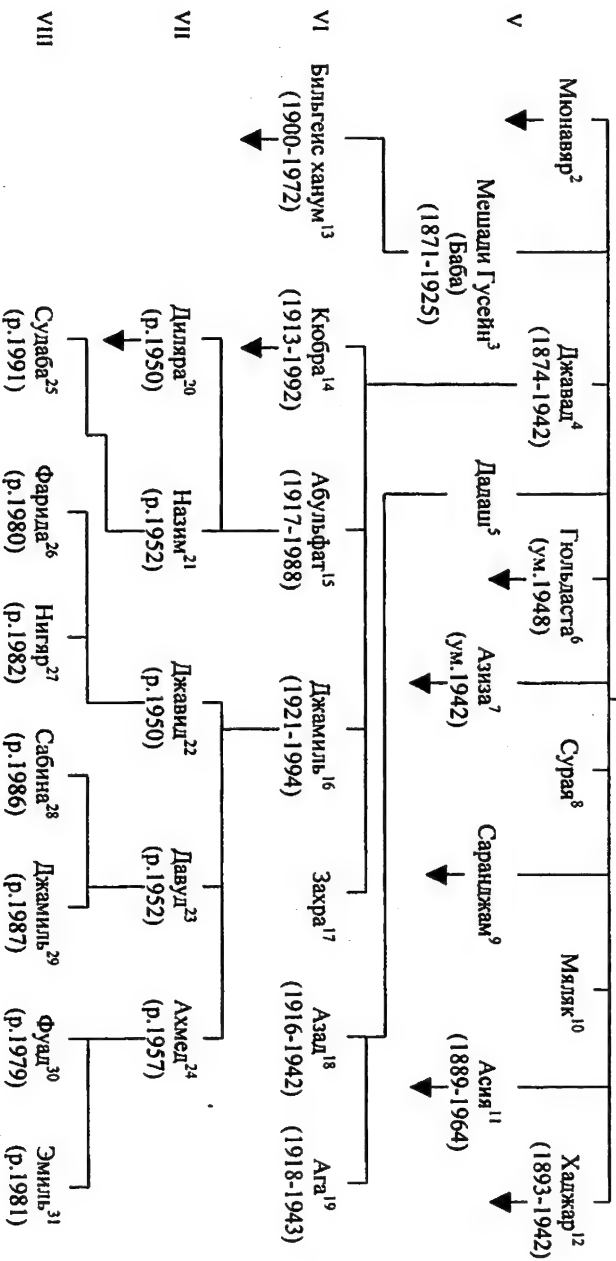 V
Мюнавяр²
Мешади Гусейн³
(Баба)
(1871-1925)
Джавад⁴
(1874-1942)
Дадаш⁵
Гюльдаста⁶
(ум.1948)
Азиза⁷
(ум.1942)
Сурая⁸
Саранджам⁹
Мяляк¹⁰
Асия¹¹
(1889-1964)
Хаджар¹²
(1893-1942)
VI
Бильгеис ханум¹³
(1900-1972)
Кюбра¹⁴
(1913-1992)
Абульфат¹⁵
(1917-1988)
Джамиль¹⁶
(1921-1994)
Захра¹⁷
Азад¹⁸
(1916-1942)
Ага¹⁹
(1918-1943)
VII
Диляра²⁰
(р.1950)
Назим²¹
(р.1952)
Джавид²²
(р.1950)
Давуд²³
(р.1952)
Ахмед²⁴
(р.1957)
VIII
Судаба²⁵
(р.1991)
Фарида²⁶
(р.1980)
Нигяр²⁷
(р.1982)
Сабина²⁸
(р.1986)
Джамиль²⁹
(р.1987)
Фуад³⁰
(р.1979)
Эмиль³¹
(р.1981)